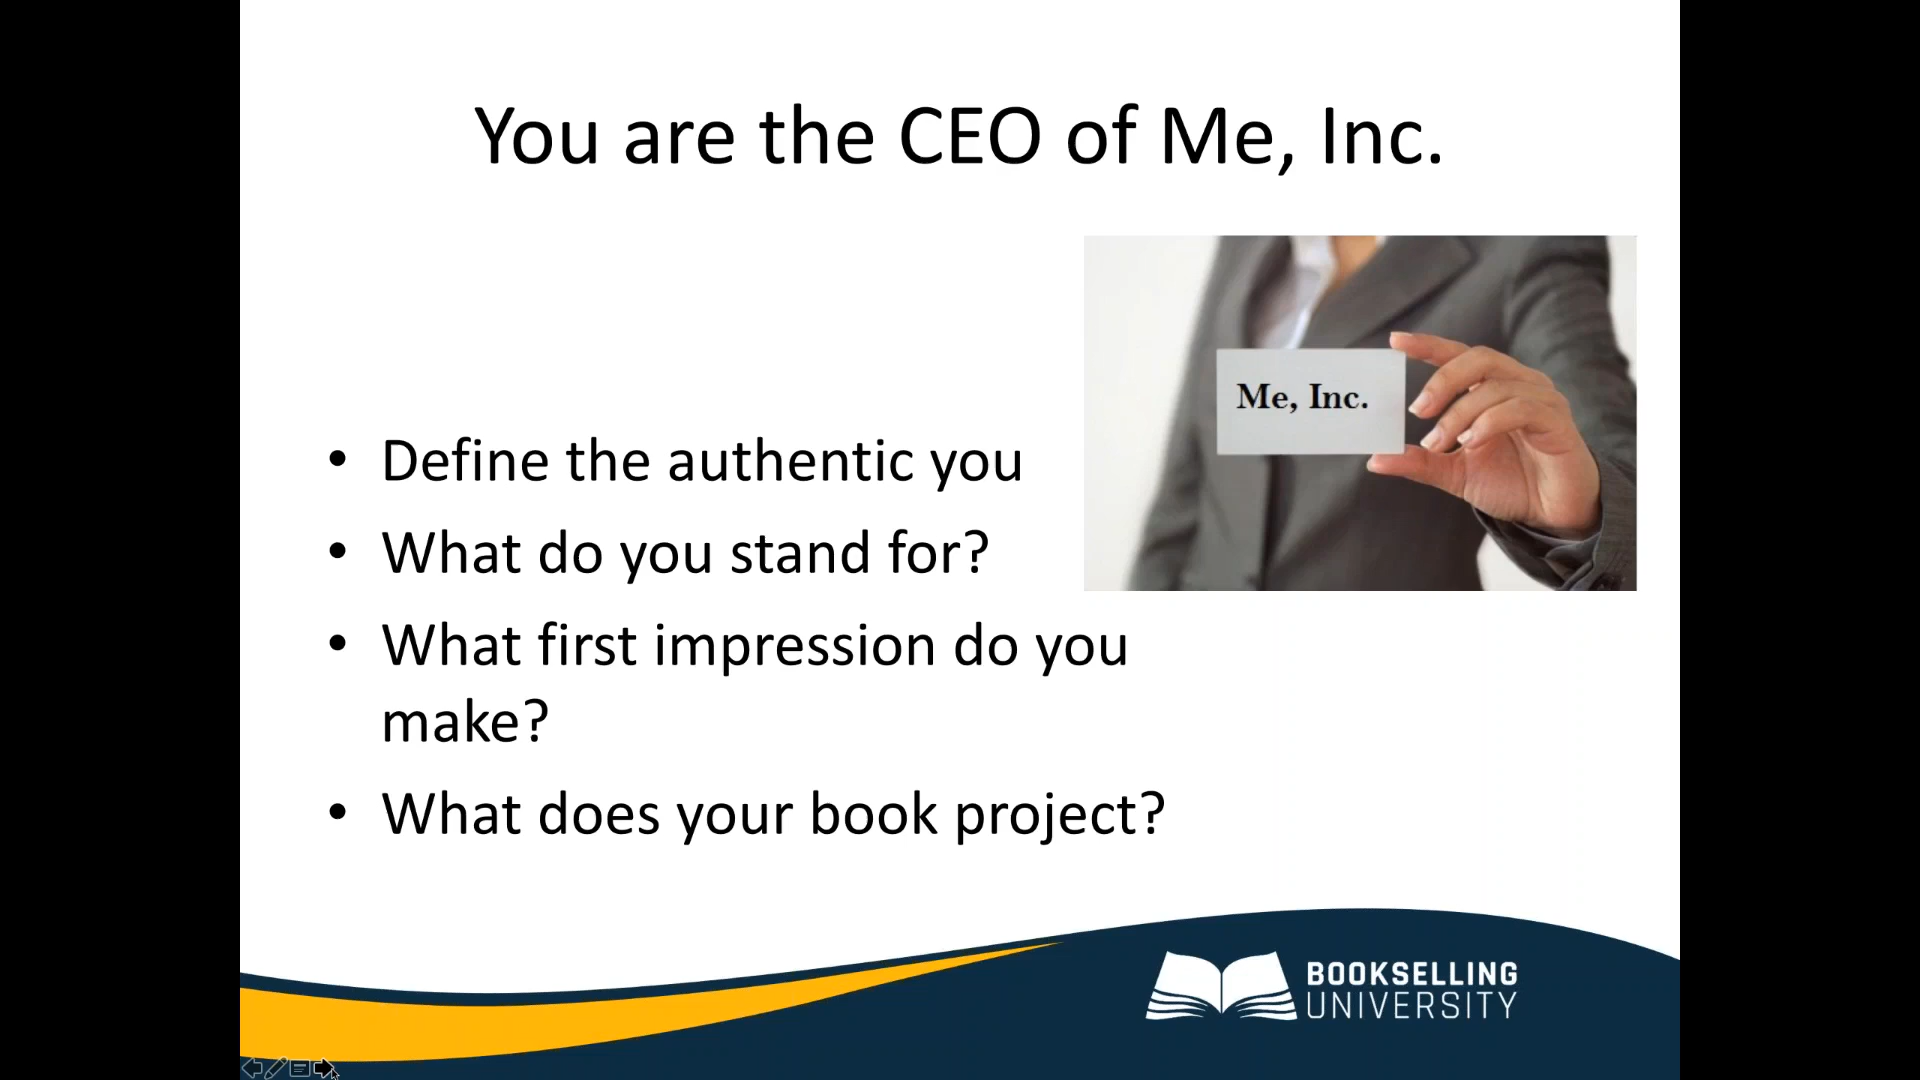 You are the CEO of Me, Inc.
Me, Inc.
• Define the authentic you
• What do you stand for?
• What first impression do you
make?
• What does your book project?
BOOKSELLING
UNIVERSITY